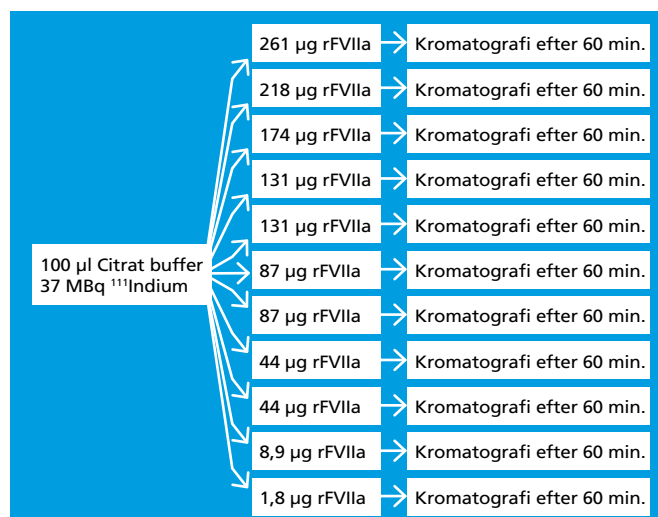 261 µg rFVIIa Kromatografi efter 60 min.
218 µg rFVIIa Kromatografi efter 60 min.
174 µg rFVIIa Kromatografi efter 60 min.
131 µg rFVIIa Kromatografi efter 60 min.
131 µg rFVIIa Kromatografi efter 60 min.
100 µl Citrat buffer
37 MBq ¹¹¹Indium
87 µg rFVIIa Kromatografi efter 60 min.
87 µg rFVIIa Kromatografi efter 60 min.
44 µg rFVIIa Kromatografi efter 60 min.
44 µg rFVIIa Kromatografi efter 60 min.
8,9 µg rFVIIa Kromatografi efter 60 min.
1,8 µg rFVIIa Kromatografi efter 60 min.